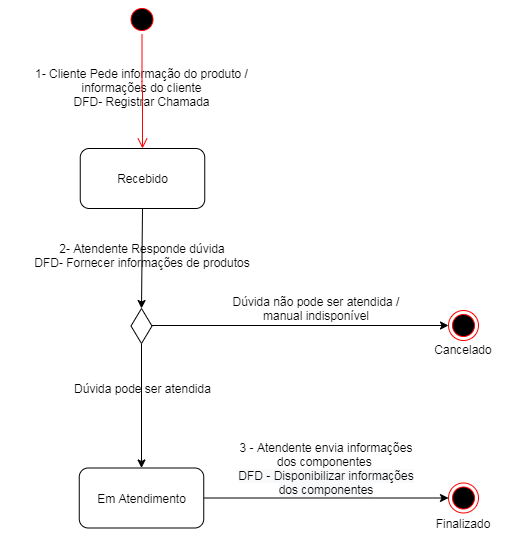 1- Cliente Pede informação do produto /
informações do cliente
DFD- Registrar Chamada
Recebido
2- Atendente Responde dúvida
DFD- Fornecer informações de produtos
Dúvida não pode ser atendida /
manual indisponível
Cancelado
Dúvida pode ser atendida
3 - Atendente envia informações
dos componentes
DFD - Disponibilizar informações
dos componentes
Em Atendimento
Finalizado